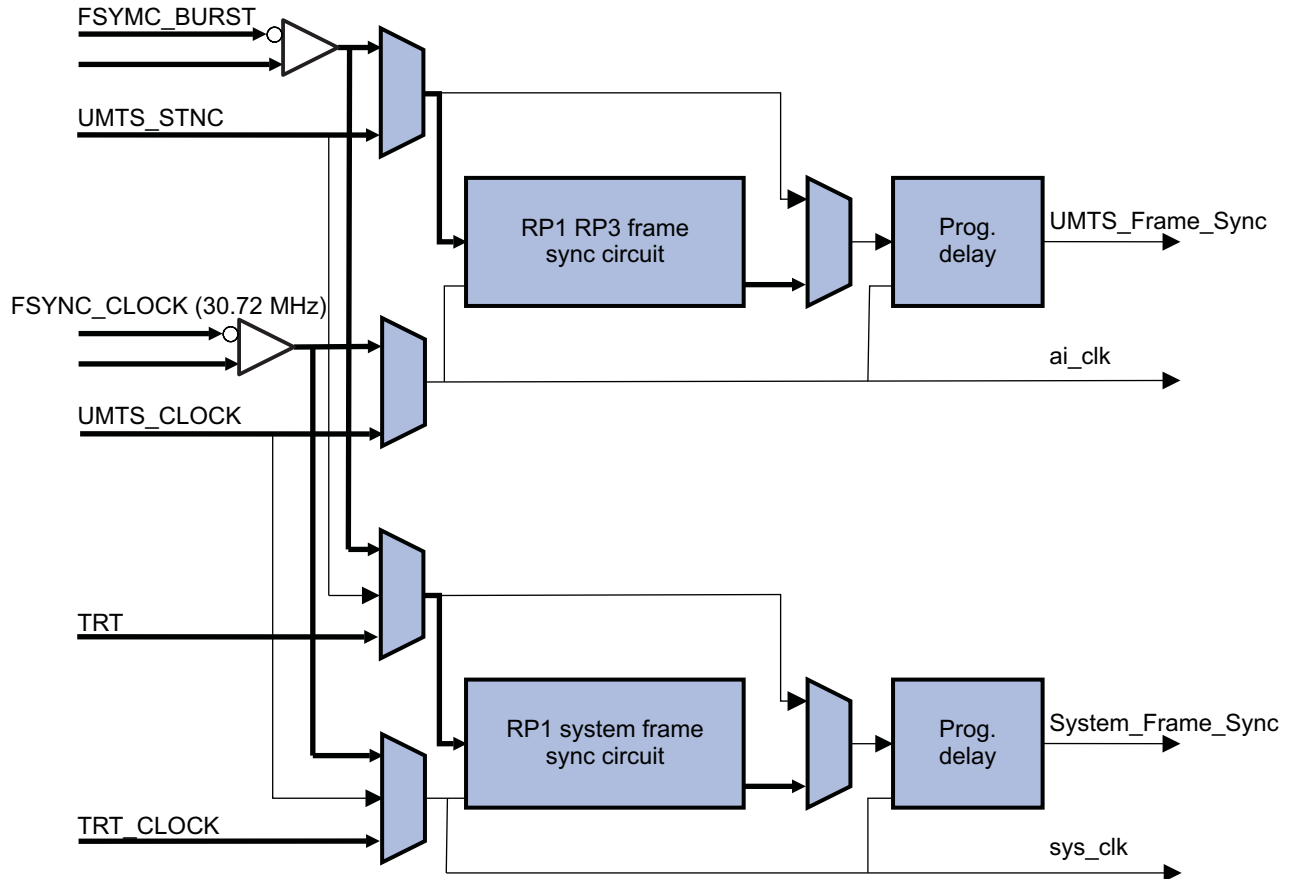 FSYMC_BURST
UMTS_STNC
RP1 RP3 frame
sync circuit
Prog.
delay
UMTS_Frame_Sync
FSYNC_CLOCK (30.72 MHz)
ai_clk
UMTS_CLOCK
TRT
RP1 system frame
sync circuit
Prog.
delay
System_Frame_Sync
TRT_CLOCK
sys_clk